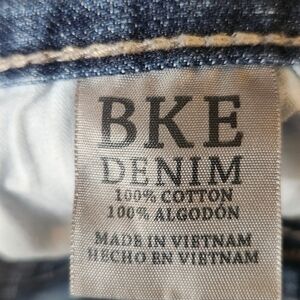 BKE
DENIM
100% COTTON
100% ALGODÓN
MADE IN VIETNAM
HECHO EN VIETNAM